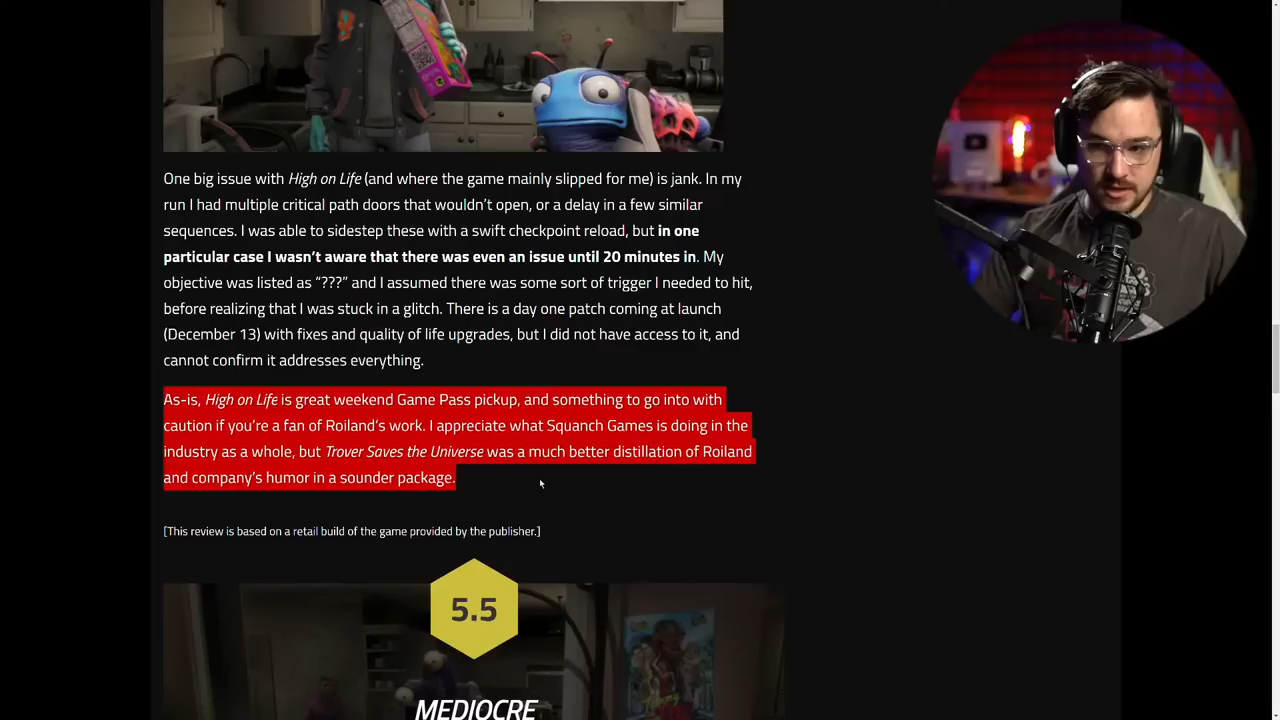 One big issue with High on Life (and where the game mainly slipped for me) is jank. In my
run I had multiple critical path doors that wouldn't open, or a delay in a few similar
sequences. I was able to sidestep these with a swift checkpoint reload, but in one
particular case I wasn't aware that there was even an issue until 20 minutes in. My
objective was listed as “???” and I assumed there was some sort of trigger I needed to hit,
before realizing that I was stuck in a glitch. There is a day one patch coming at launch
(December 13) with fixes and quality of life upgrades, but I did not have access to it, and
cannot confirm it addresses everything.
As-is, High on Life is great weekend Game Pass pickup, and something to go into with
caution if you're a fan of Roiland's work. I appreciate what Squanch Games is doing in the
industry as a whole, but Trover Saves the Universe was a much better distillation of Roiland
and company's humor in a sounder package.
[This review is based on a retail build of the game provided by the publisher.]
5.5
MEDIOCRE